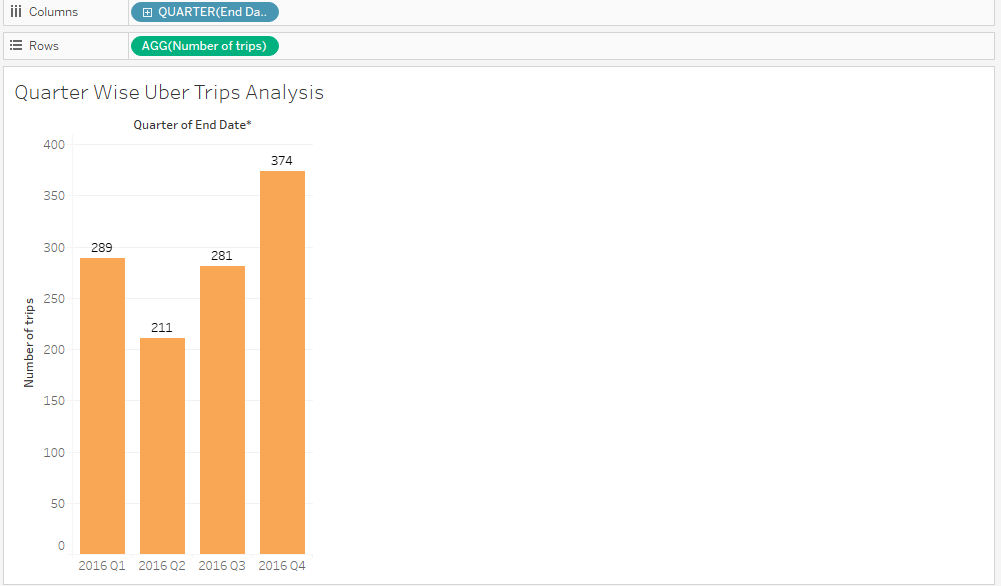 Columns
QUARTER(End Da..
Rows
AGG(Number of trips)
Quarter Wise Uber Trips Analysis
Quarter of End Date*
400
374
350
300
289
281
250
211
200
150
100
50
0
Number of trips
2016 Q1 2016 Q2 2016 Q3 2016 Q4